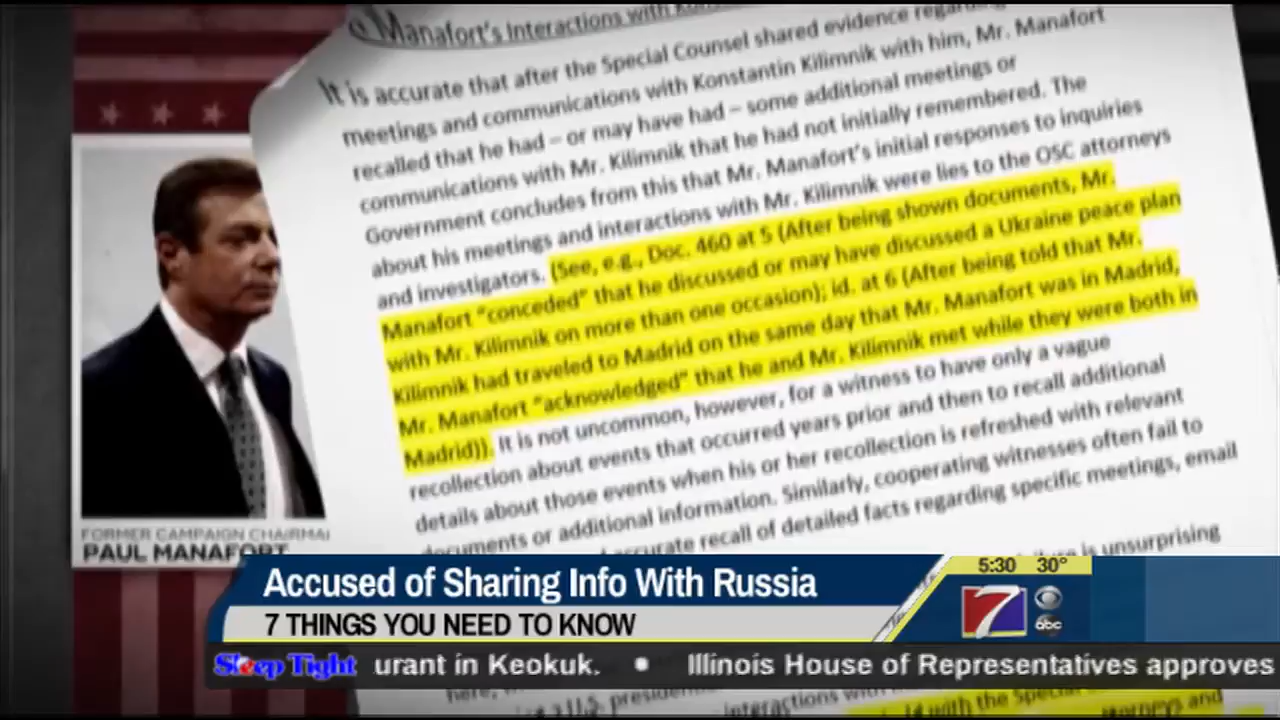 Manafort's Interactions with
It is accurate that after the Special Counsel shared evidence regarding
meetings and communications with Konstantin Kilimnik with him, Mr. Manafort
recalled that he had – or may have had – some additional meetings or
communications with Mr. Kilimnik that he had not initially remembered. The
Government concludes from this that Mr. Manafort's initial responses to inquiries
about his meetings and interactions with Mr. Kilimnik were lies to the OSC attorneys
and investigators. (See, e.g., Doc. 460 at 5 (After being shown documents, Mr.
Manafort "conceded" that he discussed or may have discussed a Ukraine peace plan
with Mr. Kilimnik on more than one occasion); id. at 6 (After being told that Mr.
Kilimnik had traveled to Madrid on the same day that Mr. Manafort was in Madrid,
Mr. Manafort "acknowledged" that he and Mr. Kilimnik met while they were both in
Madrid)). It is not uncommon, however, for a witness to have only a vague
recollection about events that occurred years prior and then to recall additional
details about those events when his or her recollection is refreshed with relevant
documents or additional information. Similarly, cooperating witnesses often fail to
accurate recall of detailed facts regarding specific meetings, email
is unsurprising
FORMER CAMPAIGN CHAIRMA
PAUL MANAFORT
Accused of Sharing Info With Russia
7 THINGS YOU NEED TO KNOW
5:30 30°
7
abc
Sleep Tight urant in Keokuk. • Illinois House of Representatives approves
here,
U.S. presiden
interactions with
with the Special
attorneys and